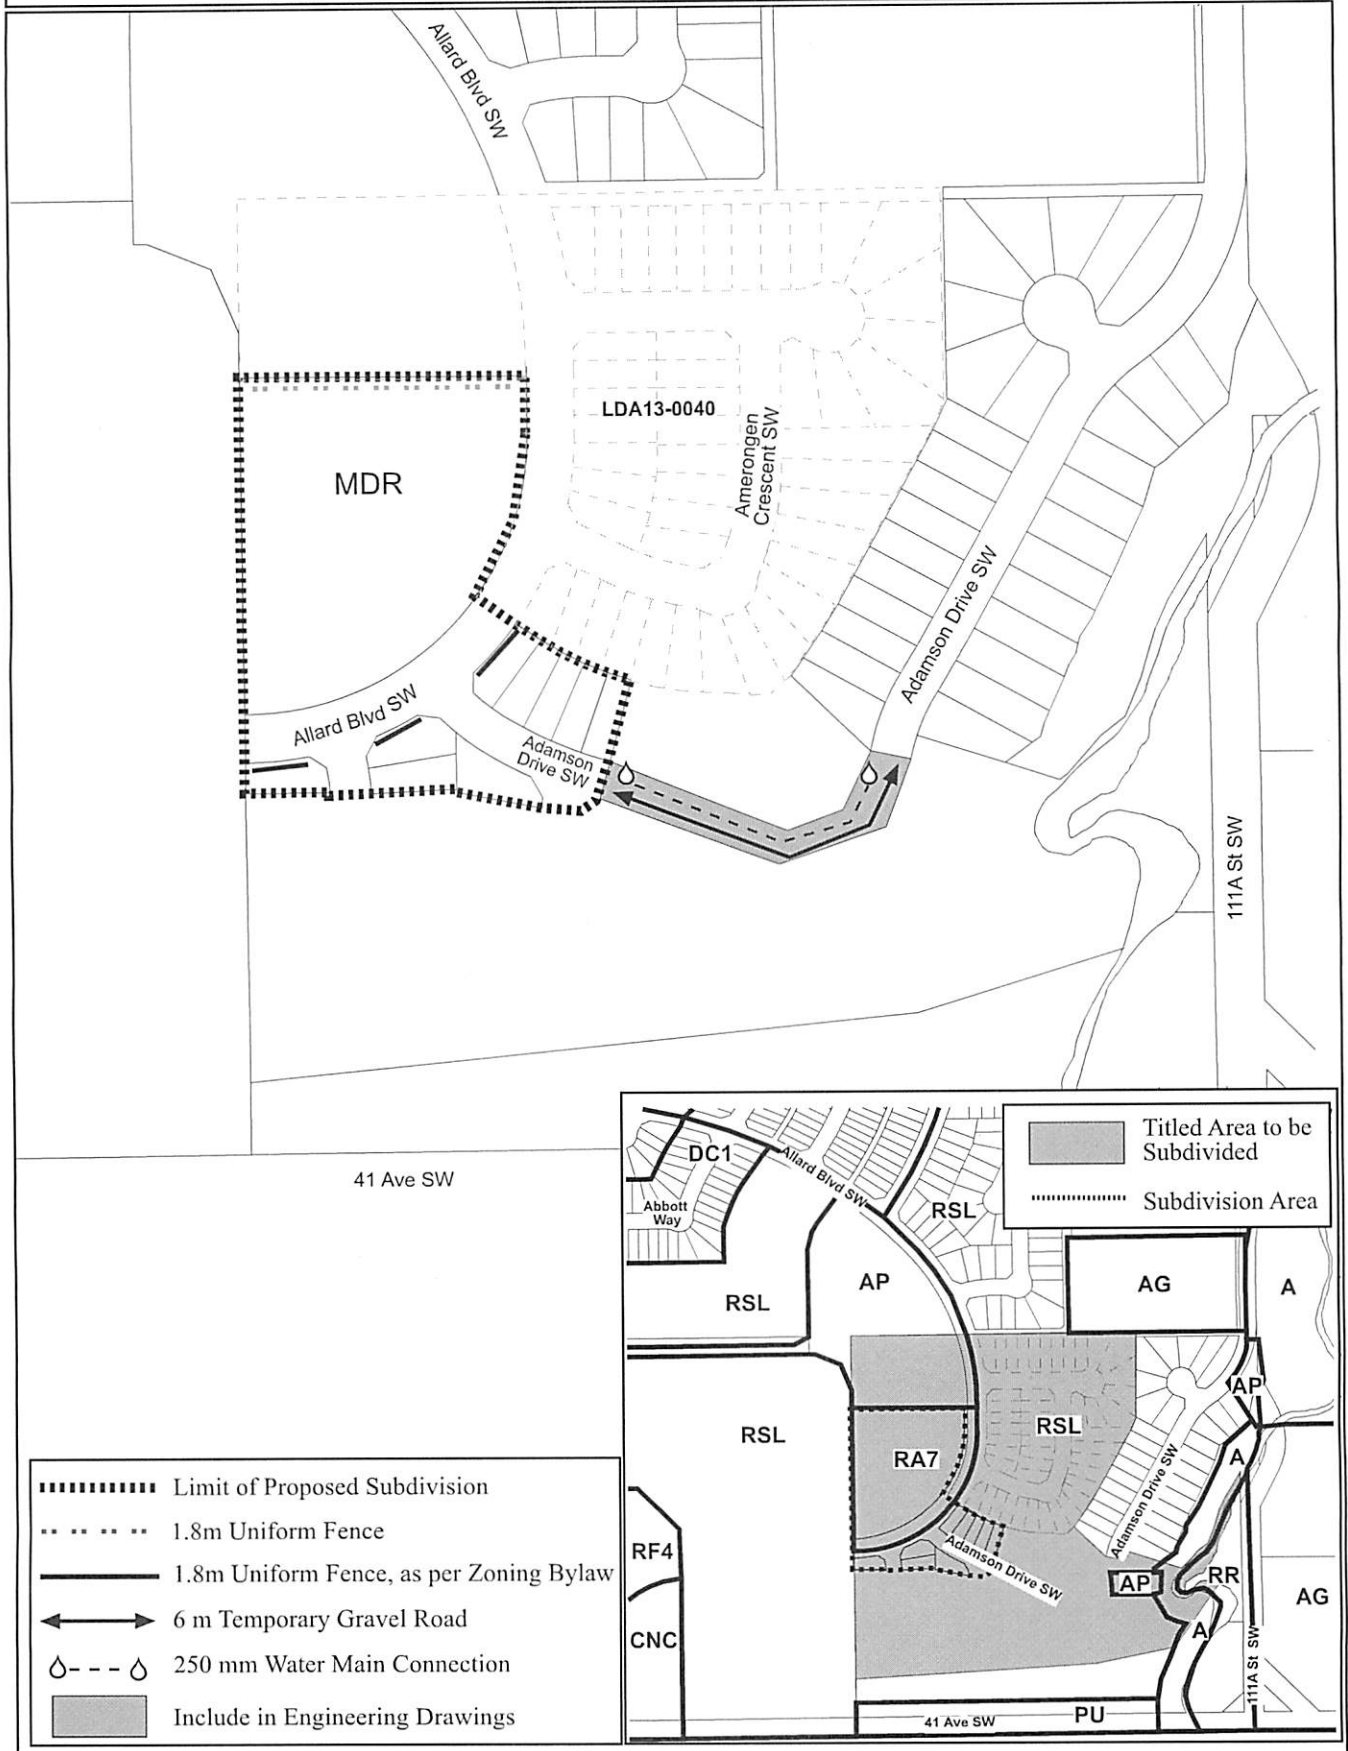 Allard Blvd SW
LDA13-0040
Amerongen
Crescent SW
MDR
Adamson Drive SW
Allard Blvd SW
Adamson
Drive SW
111A St SW
41 Ave SW
Limit of Proposed Subdivision
1.8m Uniform Fence
1.8m Uniform Fence, as per Zoning Bylaw
6 m Temporary Gravel Road
250 mm Water Main Connection
Include in Engineering Drawings
Titled Area to be
Subdivided
Subdivision Area
DC1
Allard Blvd SW
Abbott
Way
RSL
AP
AG
A
RSL
AP
RSL
RSL
RA7
A
Adamson Drive SW
Adamson Drive SW
RF4
AP
RR
AG
CNC
A
111A St SW
41 Ave SW
PU